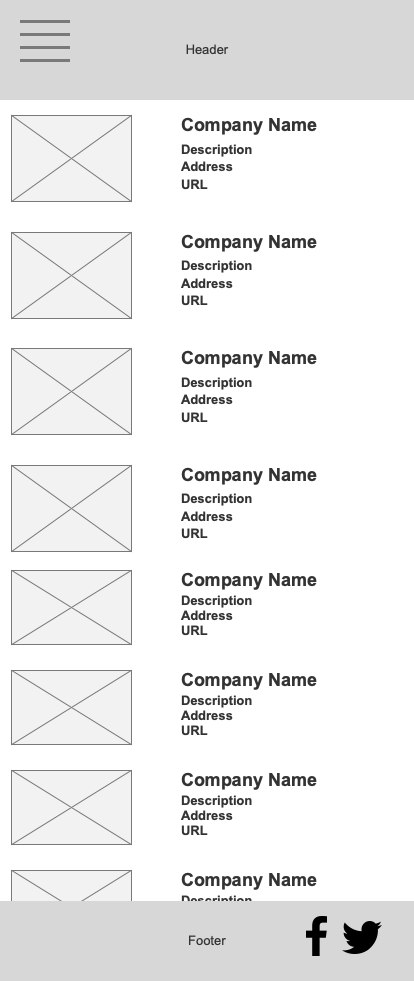 Header
Company Name
Description
Address
URL
Company Name
Description
Address
URL
Company Name
Description
Address
URL
Company Name
Description
Address
URL
Company Name
Description
Address
URL
Company Name
Description
Address
URL
Company Name
Description
Address
URL
Company Name
Description
Footer